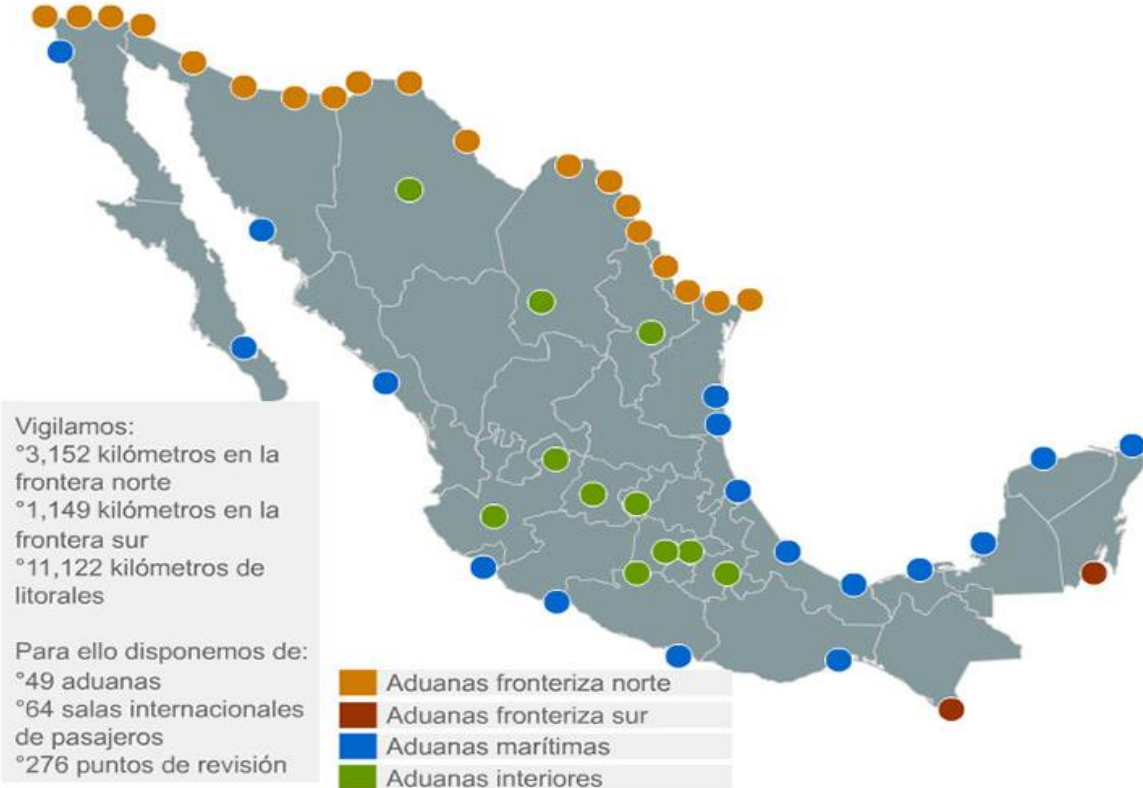 Vigilamos:
°3,152 kilómetros en la
frontera norte
°1,149 kilómetros en la
frontera sur
°11,122 kilómetros de
litorales
Para ello disponemos de:
°49 aduanas
°64 salas internacionales
de pasajeros
°276 puntos de revisión
Aduanas fronteriza norte
Aduanas fronteriza sur
Aduanas marítimas
Aduanas interiores